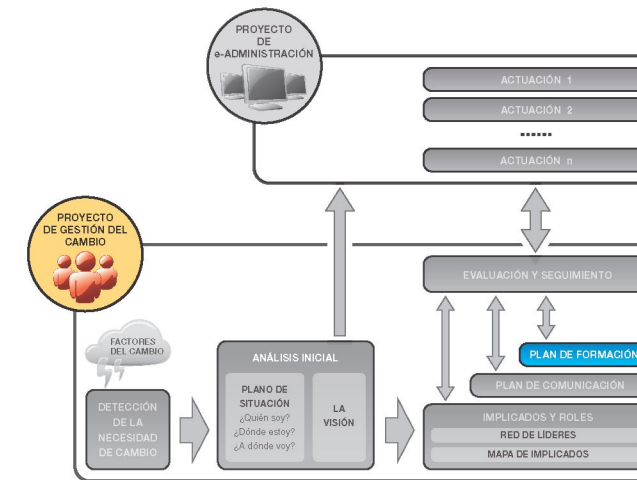 PROYECTO
DE
e-ADMINISTRACIÓN
ACTUACIÓN 1
ACTUACIÓN 2
......
ACTUACIÓN n
PROYECTO
DE GESTIÓN DEL
CAMBIO
EVALUACIÓN Y SEGUIMIENTO
FACTORES
DEL CAMBIO
PLAN DE FORMACIÓN
PLAN DE COMUNICACIÓN
DETECCIÓN
DE LA
NECESIDAD
DE CAMBIO
ANÁLISIS INICIAL
PLANO DE
SITUACIÓN
¿Quién soy?
¿Dónde estoy?
¿A dónde voy?
LA
VISIÓN
IMPLICADOS Y ROLES
RED DE LÍDERES
MAPA DE IMPLICADOS